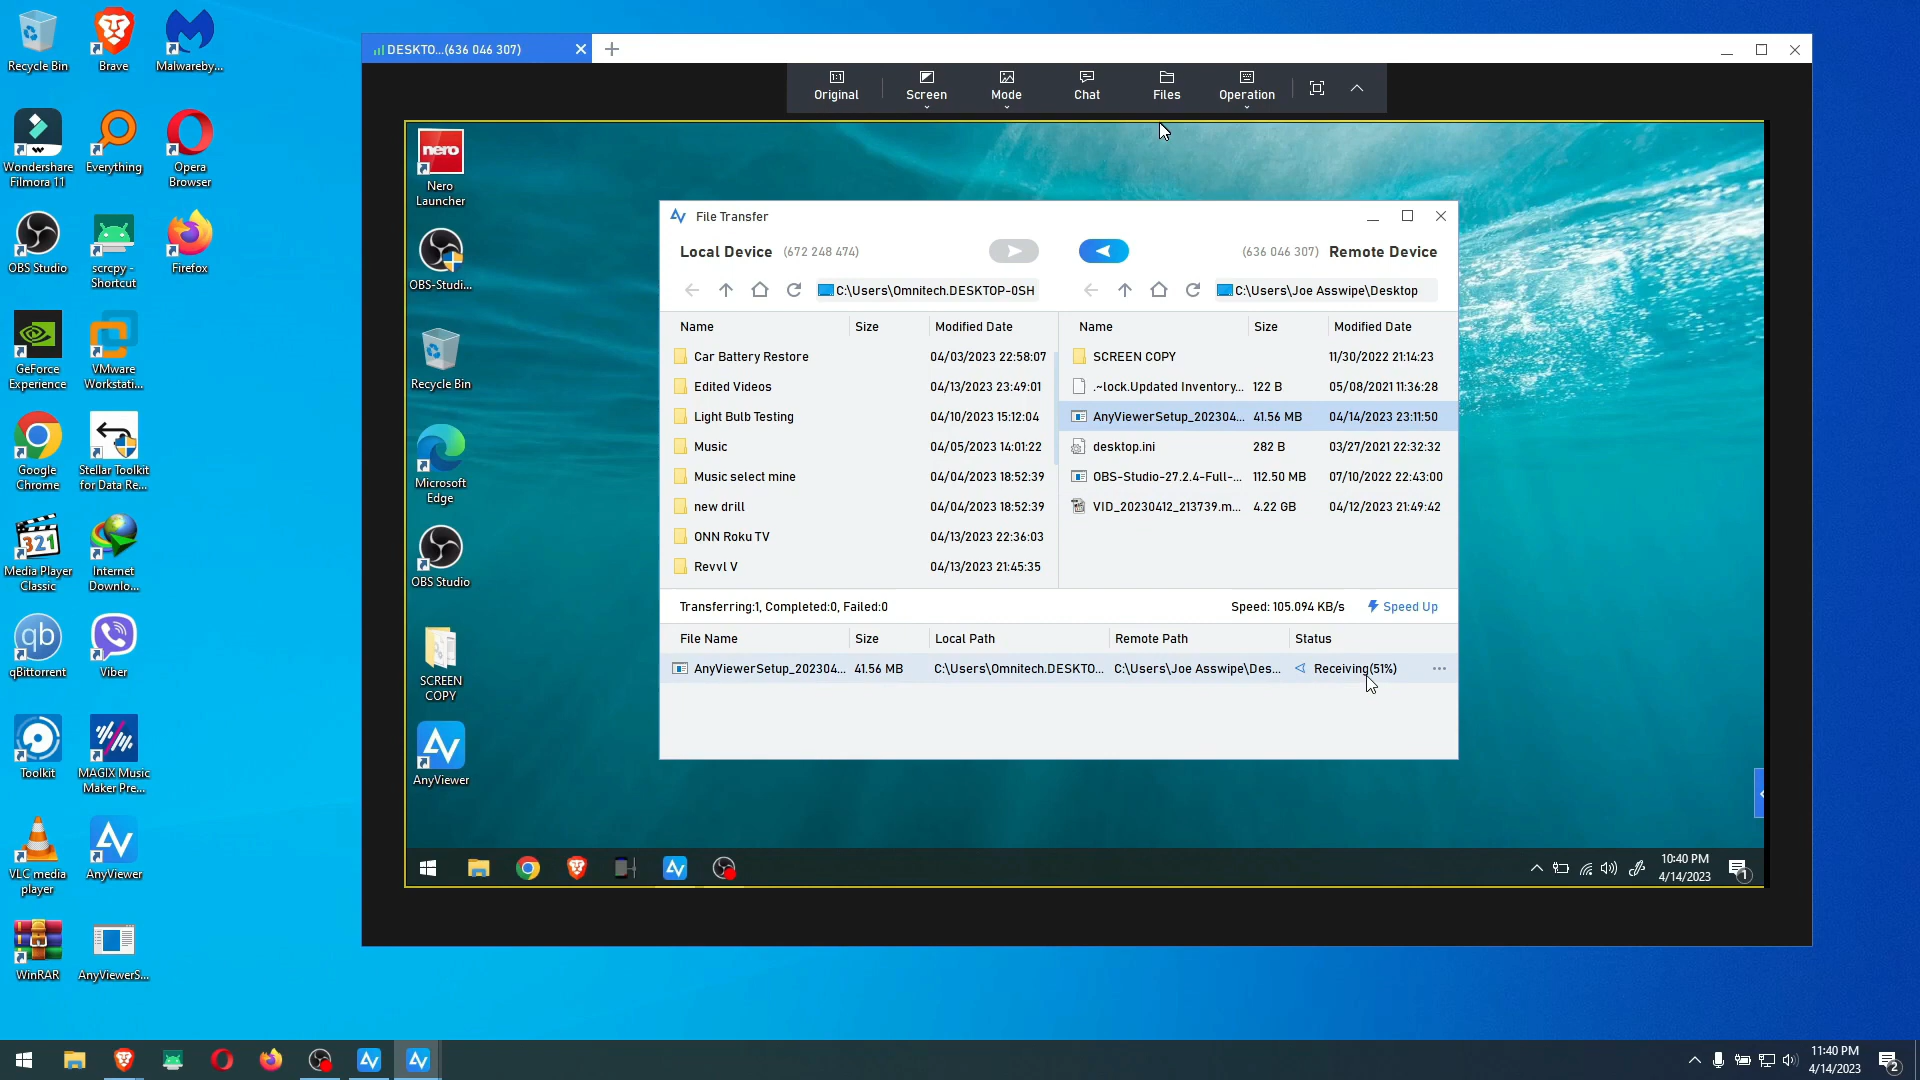 Recycle Bin
Brave
Malwareby...
Wondershare
Filmora 11
Everything
Opera
Browser
OBS Studio
scrcpy -
Shortcut
Firefox
GeForce
Experience
VMware
Workstati...
Google
Chrome
Stellar Toolkit
for Data Re...
321
Media Player
Classic
Internet
Downlo...
qb
qBittorrent
Viber
Toolkit
MAGIX Music
Maker Pre...
VLC media
player
AnyViewer
WinRAR
AnyViewerS...
DESKTO...(636 046 307)
1:1
Original
Screen
Mode
Chat
Files
Operation
nero
Nero
Launcher
OBS-Studi...
Recycle Bin
Microsoft
Edge
OBS Studio
SCREEN
COPY
AnyViewer
File Transfer
Local Device (672 248 474)
(636 046 307) Remote Device
C:\Users\Omnitech.DESKTOP-0SH
C:\Users\Joe Asswipe\Desktop
Name Size Modified Date
Car Battery Restore 04/03/2023 22:58:07
Edited Videos 04/13/2023 23:49:01
Light Bulb Testing 04/10/2023 15:12:04
Music 04/05/2023 14:01:22
Music select mine 04/04/2023 18:52:39
new drill 04/04/2023 18:52:39
ONN Roku TV 04/13/2023 22:36:03
Revvl V 04/13/2023 21:45:35
Name Size Modified Date
SCREEN COPY 11/30/2022 21:14:23
.~lock.Updated Inventory... 122 B 05/08/2021 11:36:28
AnyViewerSetup_202304... 41.56 MB 04/14/2023 23:11:50
desktop.ini 282 B 03/27/2021 22:32:32
OBS-Studio-27.2.4-Full-... 112.50 MB 07/10/2022 22:43:00
VID_20230412_213739.m... 4.22 GB 04/12/2023 21:49:42
Transferring:1, Completed:0, Failed:0
Speed: 105.094 KB/s Speed Up
File Name Size Local Path Remote Path Status
AnyViewerSetup_202304... 41.56 MB C:\Users\Omnitech.DESKTO... C:\Users\Joe Asswipe\Des... Receiving(51%) ...
10:40 PM
4/14/2023
1
11:40 PM
4/14/2023
2